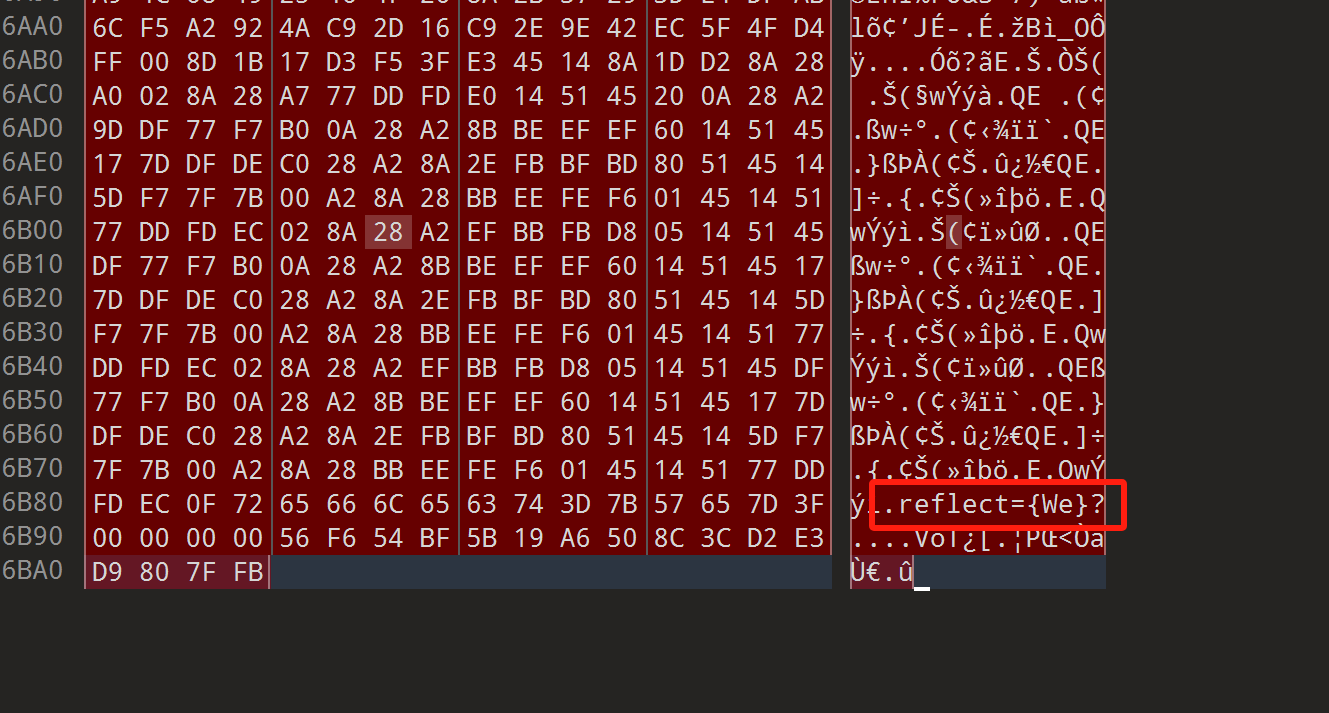 6AA0 6C F5 A2 92 4A C9 2D 16 C9 2E 9E 42 EC 5F 4F D4 lõ¢’JÉ-.É.žBì_OÔ
6AB0 FF 00 8D 1B 17 D3 F5 3F E3 45 14 8A 1D D2 8A 28 ÿ....Óõ?ãE.Š.ÒŠ(
6AC0 A0 02 8A 28 A7 77 DD FD E0 14 51 45 20 0A 28 A2 .Š(§wÝýà.QE .(¢
6AD0 9D DF 77 F7 B0 0A 28 A2 8B BE EF EF 60 14 51 45 .ßw÷°.(¢‹¾ïï`.QE
6AE0 17 7D DF DE C0 28 A2 8A 2E FB BF BD 80 51 45 14 .}ßÞÀ(¢Š.û¿½€QE.
6AF0 5D F7 7F 7B 00 A2 8A 28 BB EE FE F6 01 45 14 51 ]÷.{.¢Š(»îþö.E.Q
6B00 77 DD FD EC 02 8A 28 A2 EF BB FB D8 05 14 51 45 wÝýì.Š(¢ï»ûØ..QE
6B10 DF 77 F7 B0 0A 28 A2 8B BE EF EF 60 14 51 45 17 ßw÷°.(¢‹¾ïï`.QE.
6B20 7D DF DE C0 28 A2 8A 2E FB BF BD 80 51 45 14 5D }ßÞÀ(¢Š.û¿½€QE.]
6B30 F7 7F 7B 00 A2 8A 28 BB EE FE F6 01 45 14 51 77 ÷.{.¢Š(»îþö.E.Qw
6B40 DD FD EC 02 8A 28 A2 EF BB FB D8 05 14 51 45 DF Ýýì.Š(¢ï»ûØ..QEß
6B50 77 F7 B0 0A 28 A2 8B BE EF EF 60 14 51 45 17 7D w÷°.(¢‹¾ïï`.QE.}
6B60 DF DE C0 28 A2 8A 2E FB BF BD 80 51 45 14 5D F7 ßÞÀ(¢Š.û¿½€QE.]÷
6B70 7F 7B 00 A2 8A 28 BB EE FE F6 01 45 14 51 77 DD .{.¢Š(»îþö.E.QwÝ
6B80 FD EC 0F 72 65 66 6C 65 63 74 3D 7B 57 65 7D 3F ýì.reflect={We}?
6B90 00 00 00 00 56 F6 54 BF 5B 19 A6 50 8C 3C D2 E3 ....VöT¿[.¦PŒ<Òã
6BA0 D9 80 7F FB Ù€.û